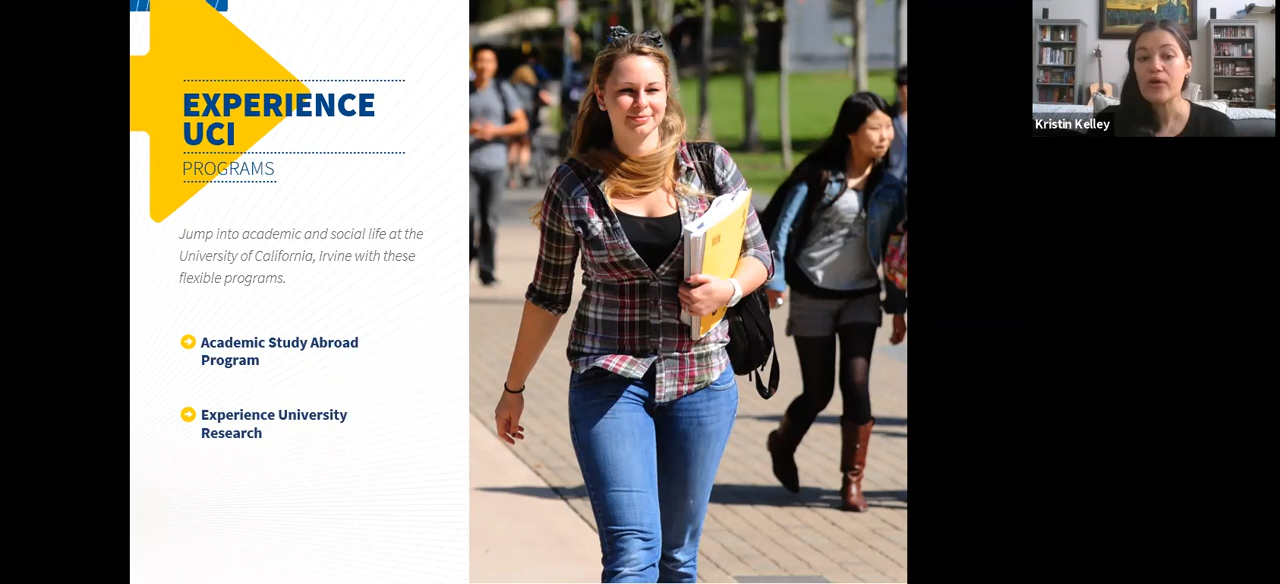 EXPERIENCE
UCI
PROGRAMS
Jump into academic and social life at the
University of California, Irvine with these
flexible programs.
Academic Study Abroad
Program
Experience University
Research
Kristin Kelley